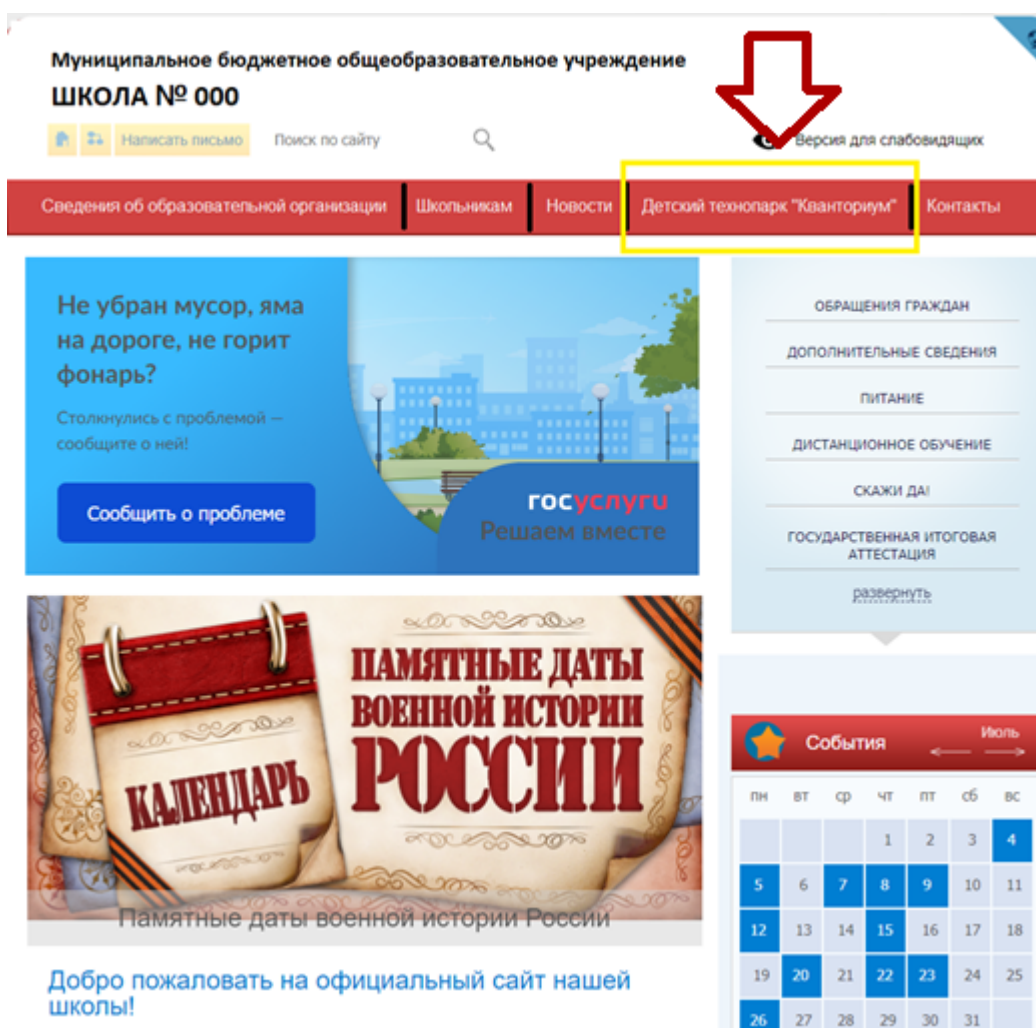 Муниципальное бюджетное общеобразовательное учреждение
ШКОЛА № 000
Написать письмо
Поиск по сайту
Версия для слабовидящих
Сведения об образовательной организации
Школьникам
Новости
Детский технопарк "Кванториум"
Контакты
Не убран мусор, яма
на дороге, не горит
фонарь?
Столкнулись с проблемой —
сообщите о ней!
Сообщить о проблеме
госуслуги
Решаем вместе
ОБРАЩЕНИЯ ГРАЖДАН
ДОПОЛНИТЕЛЬНЫЕ СВЕДЕНИЯ
ПИТАНИЕ
ДИСТАНЦИОННОЕ ОБУЧЕНИЕ
СКАЖИ ДА!
ГОСУДАРСТВЕННАЯ ИТОГОВАЯ
АТТЕСТАЦИЯ
развернуть
КАЛЕНДАРЬ
ПАМЯТНЫЕ ДАТЫ
ВОЕННОЙ ИСТОРИИ
РОССИИ
Памятные даты военной истории России
Добро пожаловать на официальный сайт нашей
школы!
События
Июль
пн вт ср чт пт сб вс
1 2 3 4
5 6 7 8 9 10 11
12 13 14 15 16 17 18
19 20 21 22 23 24 25
26 27 28 29 30 31